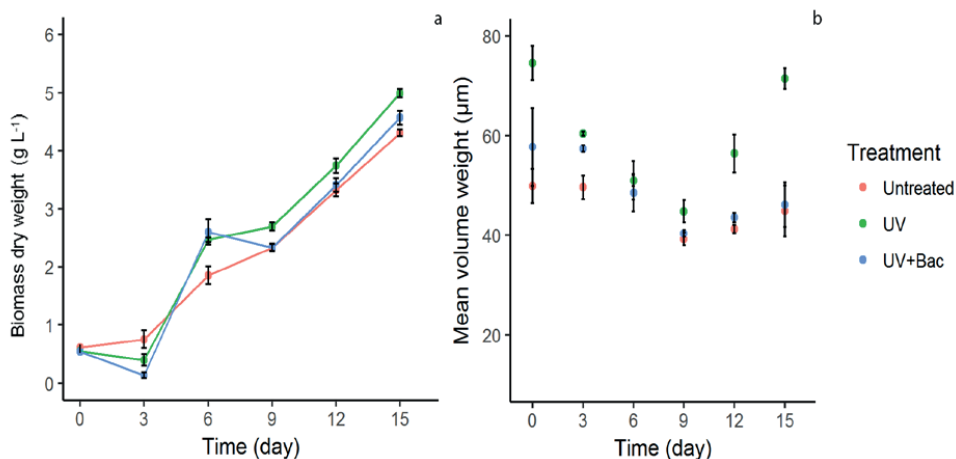 a
Biomass dry weight (g L⁻¹)
6
5
4
3
2
1
0
0 3 6 9 12 15
Time (day)
b
Mean volume weight (μm)
80
60
40
20
0 3 6 9 12 15
Time (day)
Treatment
Untreated
UV
UV+Bac